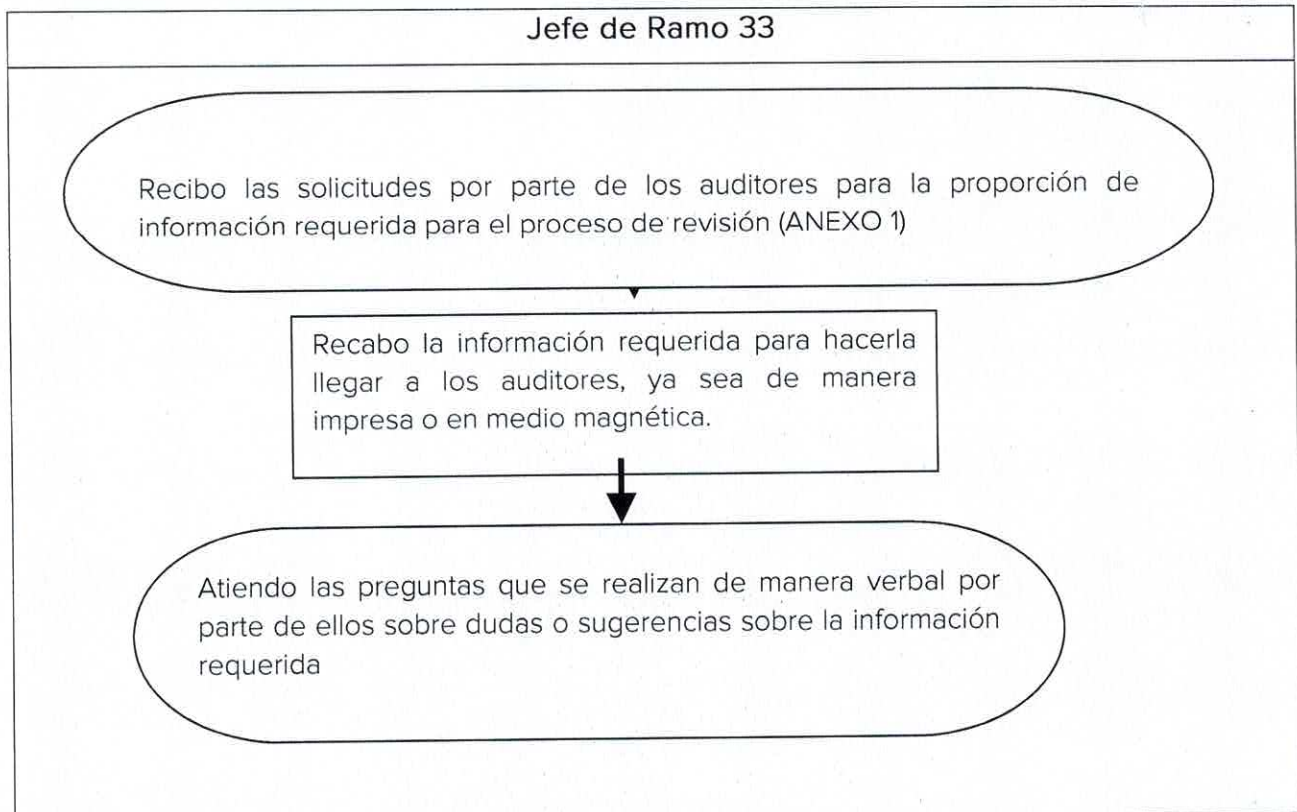 Jefe de Ramo 33
Recibo las solicitudes por parte de los auditores para la proporción de
información requerida para el proceso de revisión (ANEXO 1)
Recabo la información requerida para hacerla
llegar a los auditores, ya sea de manera
impresa o en medio magnética.
Atiendo las preguntas que se realizan de manera verbal por
parte de ellos sobre dudas o sugerencias sobre la información
requerida